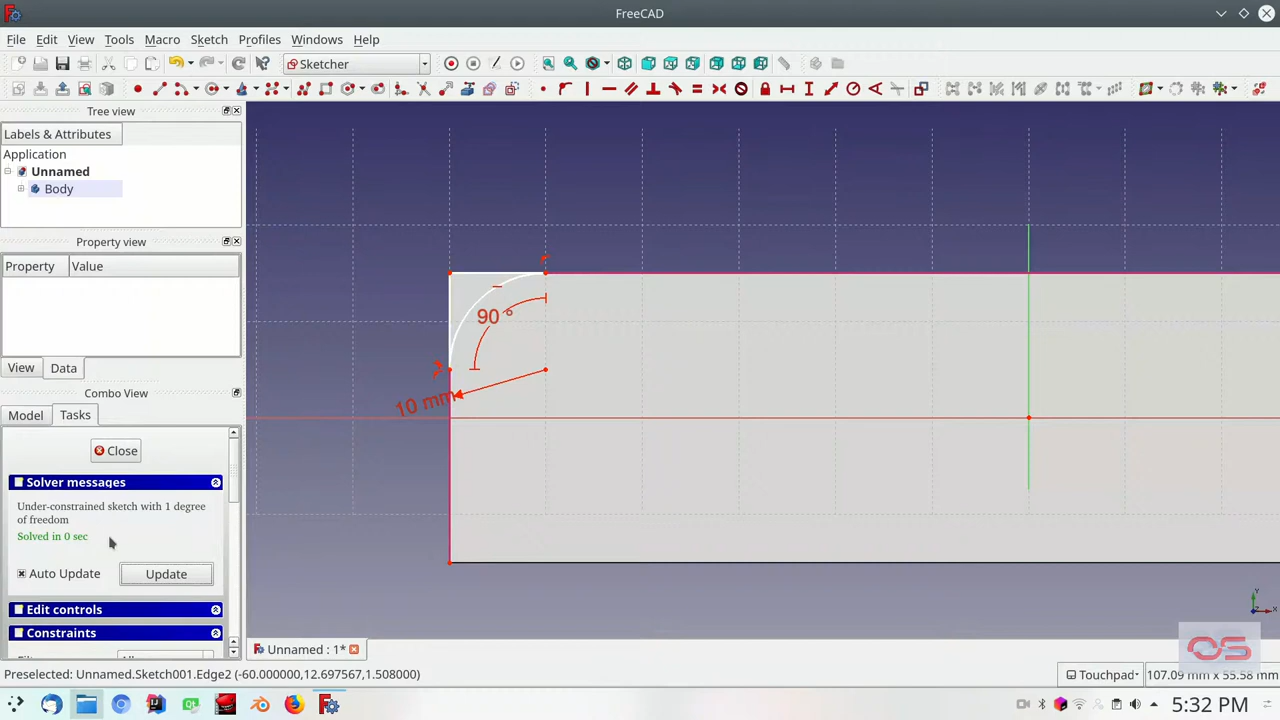 FreeCAD
File Edit View Tools Macro Sketch Profiles Windows Help
Sketcher
Tree view
Labels & Attributes
Application
Unnamed
Body
Property view
Property Value
View Data
Combo View
Model Tasks
Close
Solver messages
Under-constrained sketch with 1 degree
of freedom
Solved in 0 sec
Auto Update Update
Edit controls
Constraints
90 °
10 mm
Y
X
Unnamed : 1*
OS
Preselected: Unnamed.Sketch001.Edge2 (-60.000000,12.697567,1.508000)
Touchpad
107.09 mm x 55.58 mm
5:32 PM